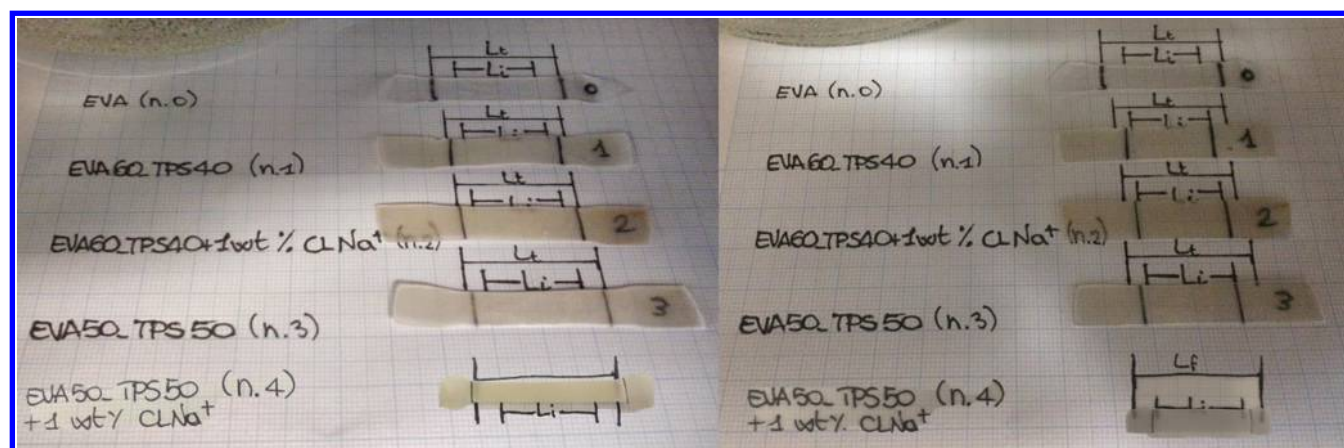 Lt
Li
EVA (n.0)
0
Lt
Li
EVA60_TPS40 (n.1)
1
Lt
Li
EVA60_TPS40+1wt % CLNa+ (n.2)
2
Lt
Li
EVA50_TPS50 (n.3)
3
EVA50_TPS50 (n.4)
+1 wt% CLNa+
Li
Lt
Li
EVA (n.0)
0
Lt
Li
EVA60_TPS40 (n.1)
1
Lt
Li
EVA60_TPS40+1wt % CLNa+ (n.2)
2
Lt
Li
EVA50_TPS50 (n.3)
3
Lf
EVA50_TPS50 (n.4)
+1 wt% CLNa+
Li